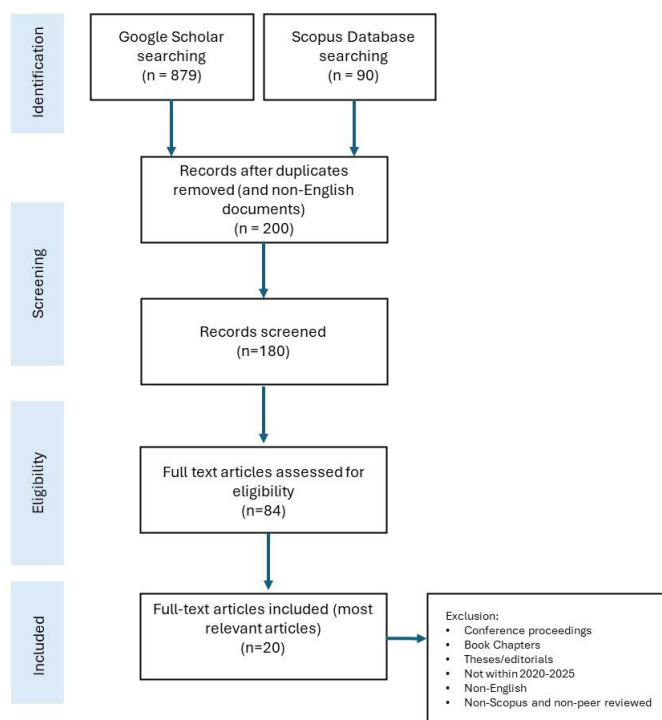 Identification
Google Scholar
searching
(n = 879)
Scopus Database
searching
(n = 90)
Records after duplicates
removed (and non-English
documents)
(n = 200)
Screening
Records screened
(n=180)
Eligibility
Full text articles assessed for
eligibility
(n=84)
Included
Full-text articles included (most
relevant articles)
(n=20)
Exclusion:
• Conference proceedings
• Book Chapters
• Theses/editorials
• Not within 2020-2025
• Non-English
• Non-Scopus and non-peer reviewed